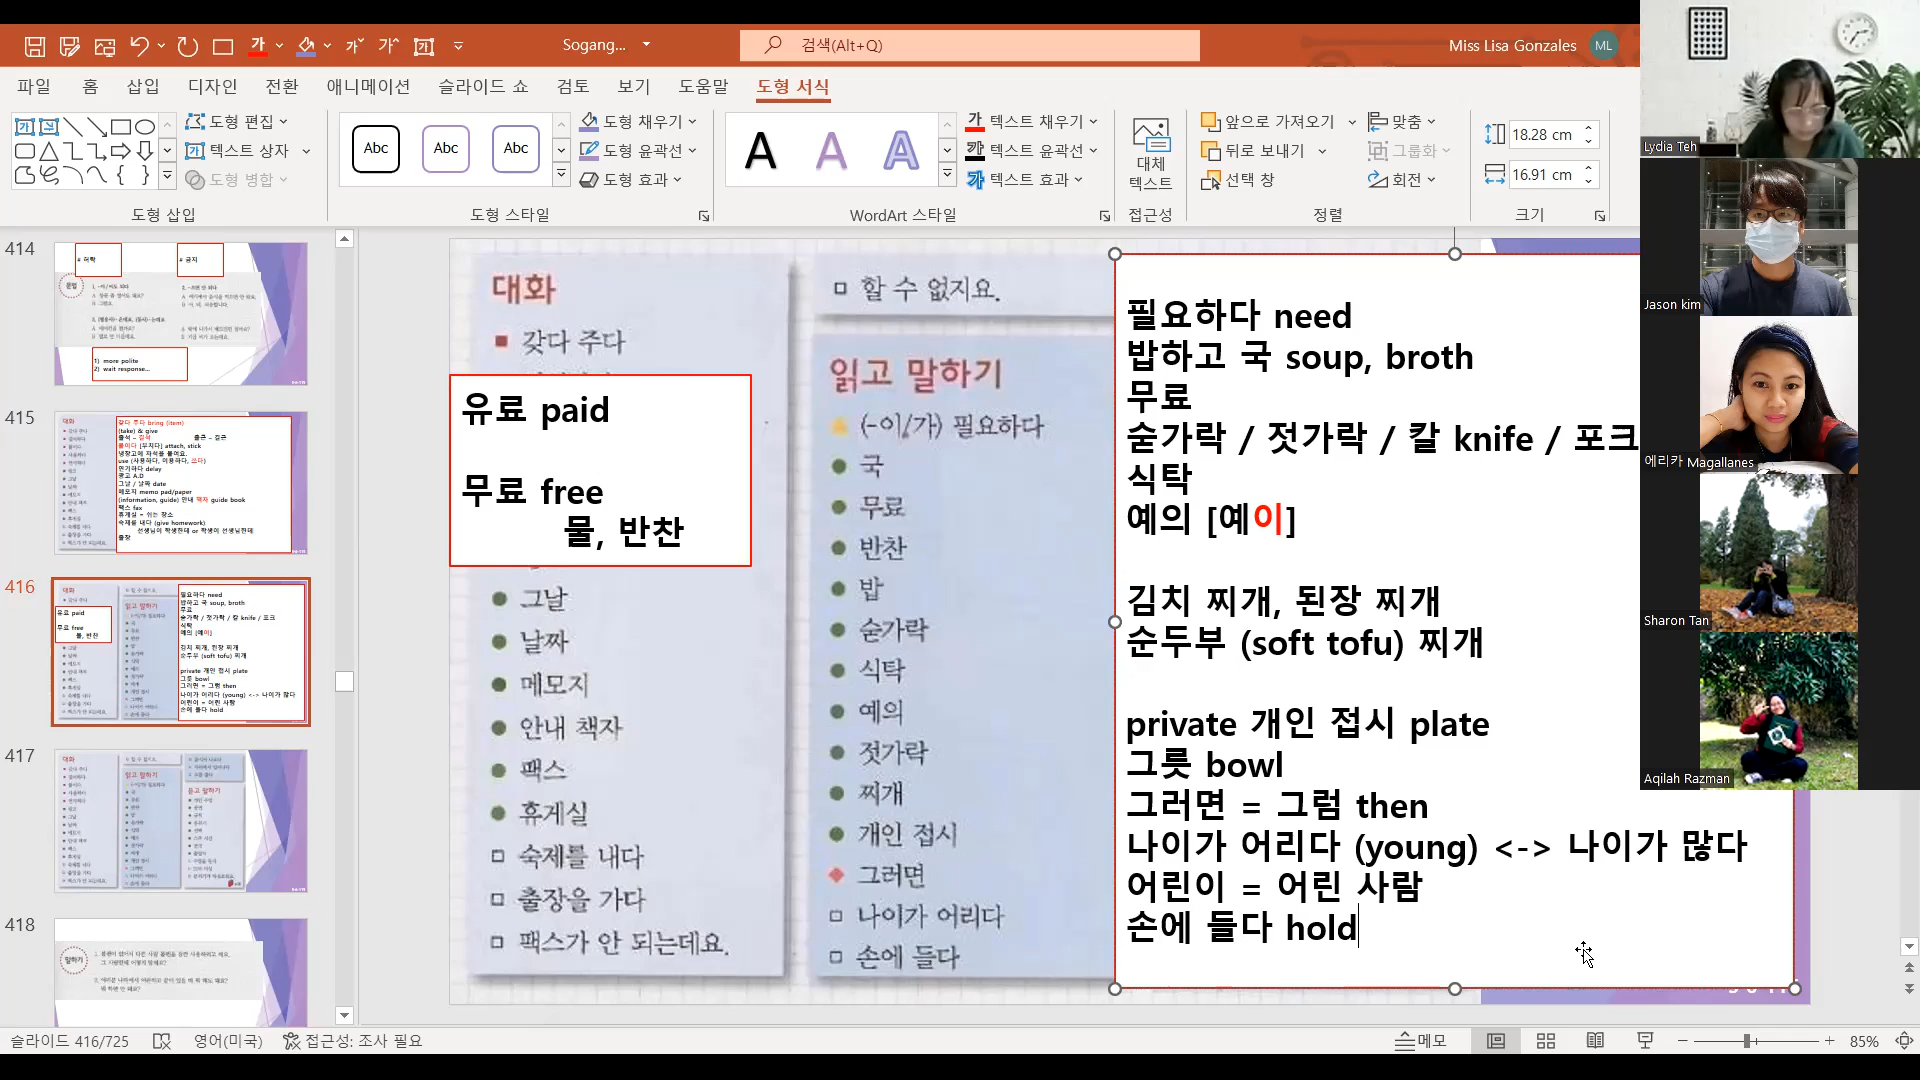 Sogang...
검색(Alt+Q)
Miss Lisa Gonzales
ML
파일 홈 삽입 디자인 전환 애니메이션 슬라이드 쇼 검토 보기 도움말 도형 서식
도형 편집
텍스트 상자
도형 병합
도형 삽입
Abc Abc Abc
도형 채우기
도형 윤곽선
도형 효과
도형 스타일
A A A
텍스트 채우기
텍스트 윤곽선
텍스트 효과
WordArt 스타일
대체
텍스트
접근성
앞으로 가져오기
뒤로 보내기
선택 창
맞춤
그룹화
회전
정렬
18.28 cm
16.91 cm
크기
414
415
416
417
418
대화
갖다 주다
유료 paid
무료 free
물, 반찬
그날
날짜
메모지
안내 책자
팩스
휴게실
숙제를 내다
출장을 가다
팩스가 안 되는데요.
할 수 없지요.
읽고 말하기
(-이/가) 필요하다
국
무료
반찬
밥
숟가락
식탁
예의
젓가락
찌개
개인 접시
그러면
나이가 어리다
손에 들다
필요하다 need
밥하고 국 soup, broth
무료
숟가락 / 젓가락 / 칼 knife / 포크
식탁
예의 [예이]
김치 찌개, 된장 찌개
순두부 (soft tofu) 찌개
private 개인 접시 plate
그릇 bowl
그러면 = 그럼 then
나이가 어리다 (young) <-> 나이가 많다
어린이 = 어린 사람
손에 들다 hold
Lydia Teh
Jason kim
에리카 Magallanes
Sharon Tan
Aqilah Razman
슬라이드 416/725
영어(미국)
접근성: 조사 필요
메모
85%